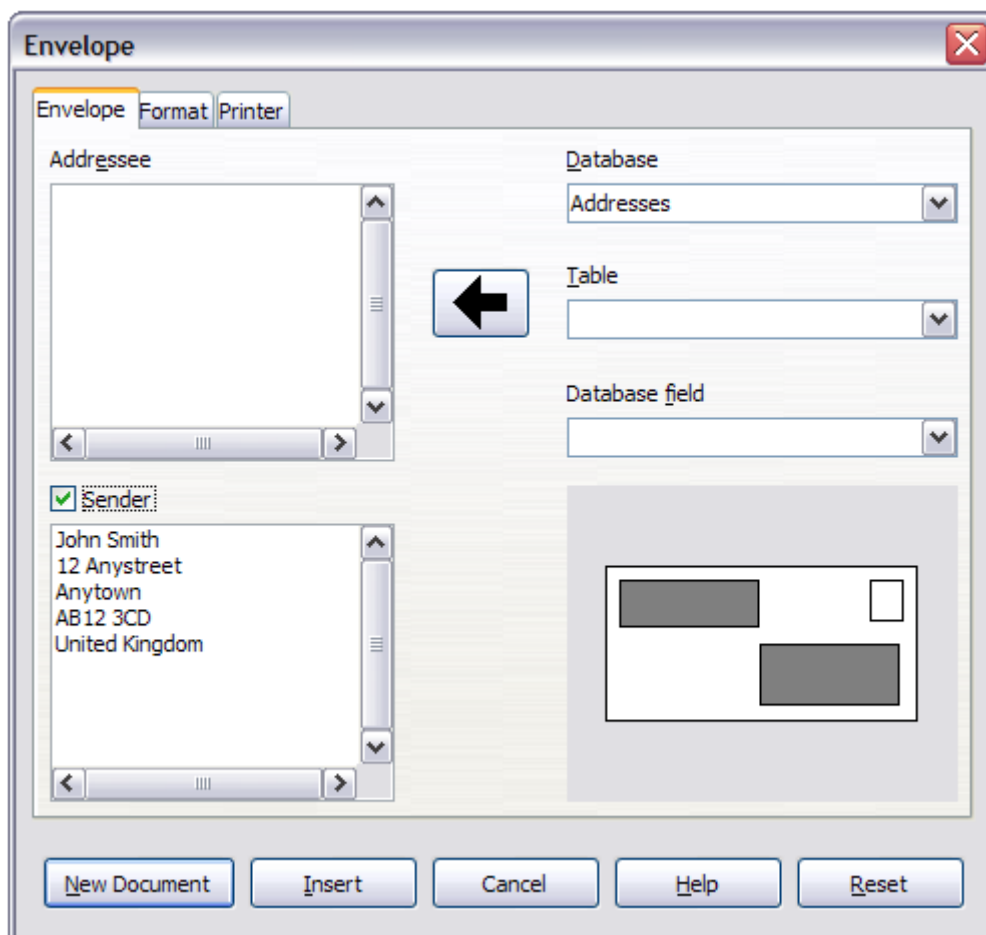 Envelope
Envelope Format Printer
Addressee
Database
Addresses
Table
Database field
Sender
John Smith
12 Anystreet
Anytown
AB12 3CD
United Kingdom
New Document Insert Cancel Help Reset